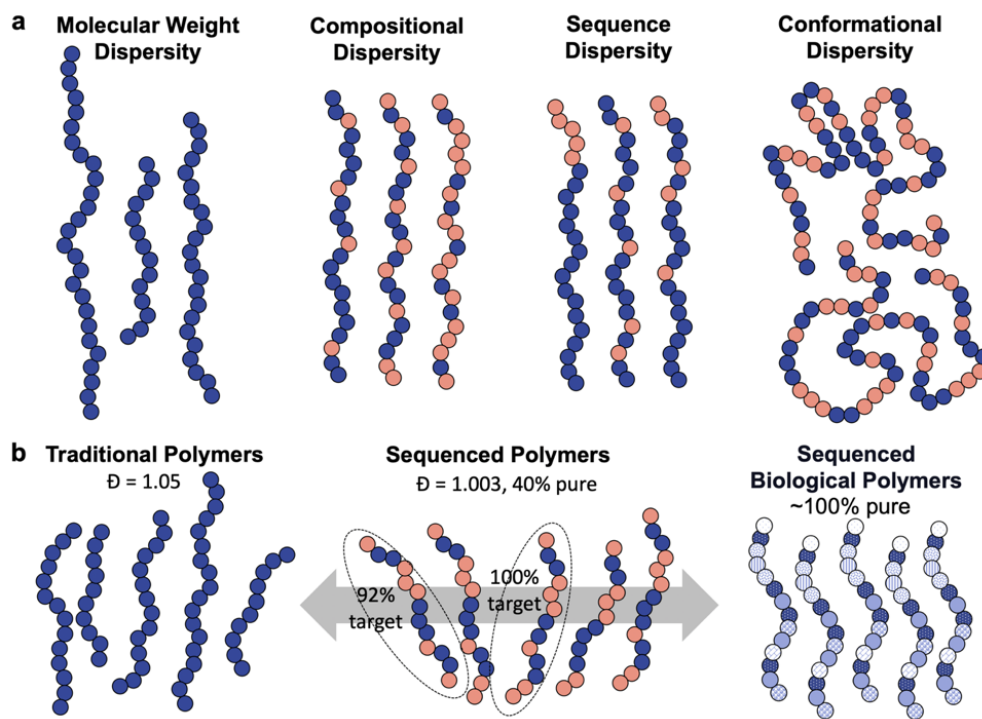 a
Molecular Weight
Dispersity
Compositional
Dispersity
Sequence
Dispersity
Conformational
Dispersity
b
Traditional Polymers
Đ = 1.05
Sequenced Polymers
Đ = 1.003, 40% pure
92%
target
100%
target
Sequenced
Biological Polymers
~100% pure